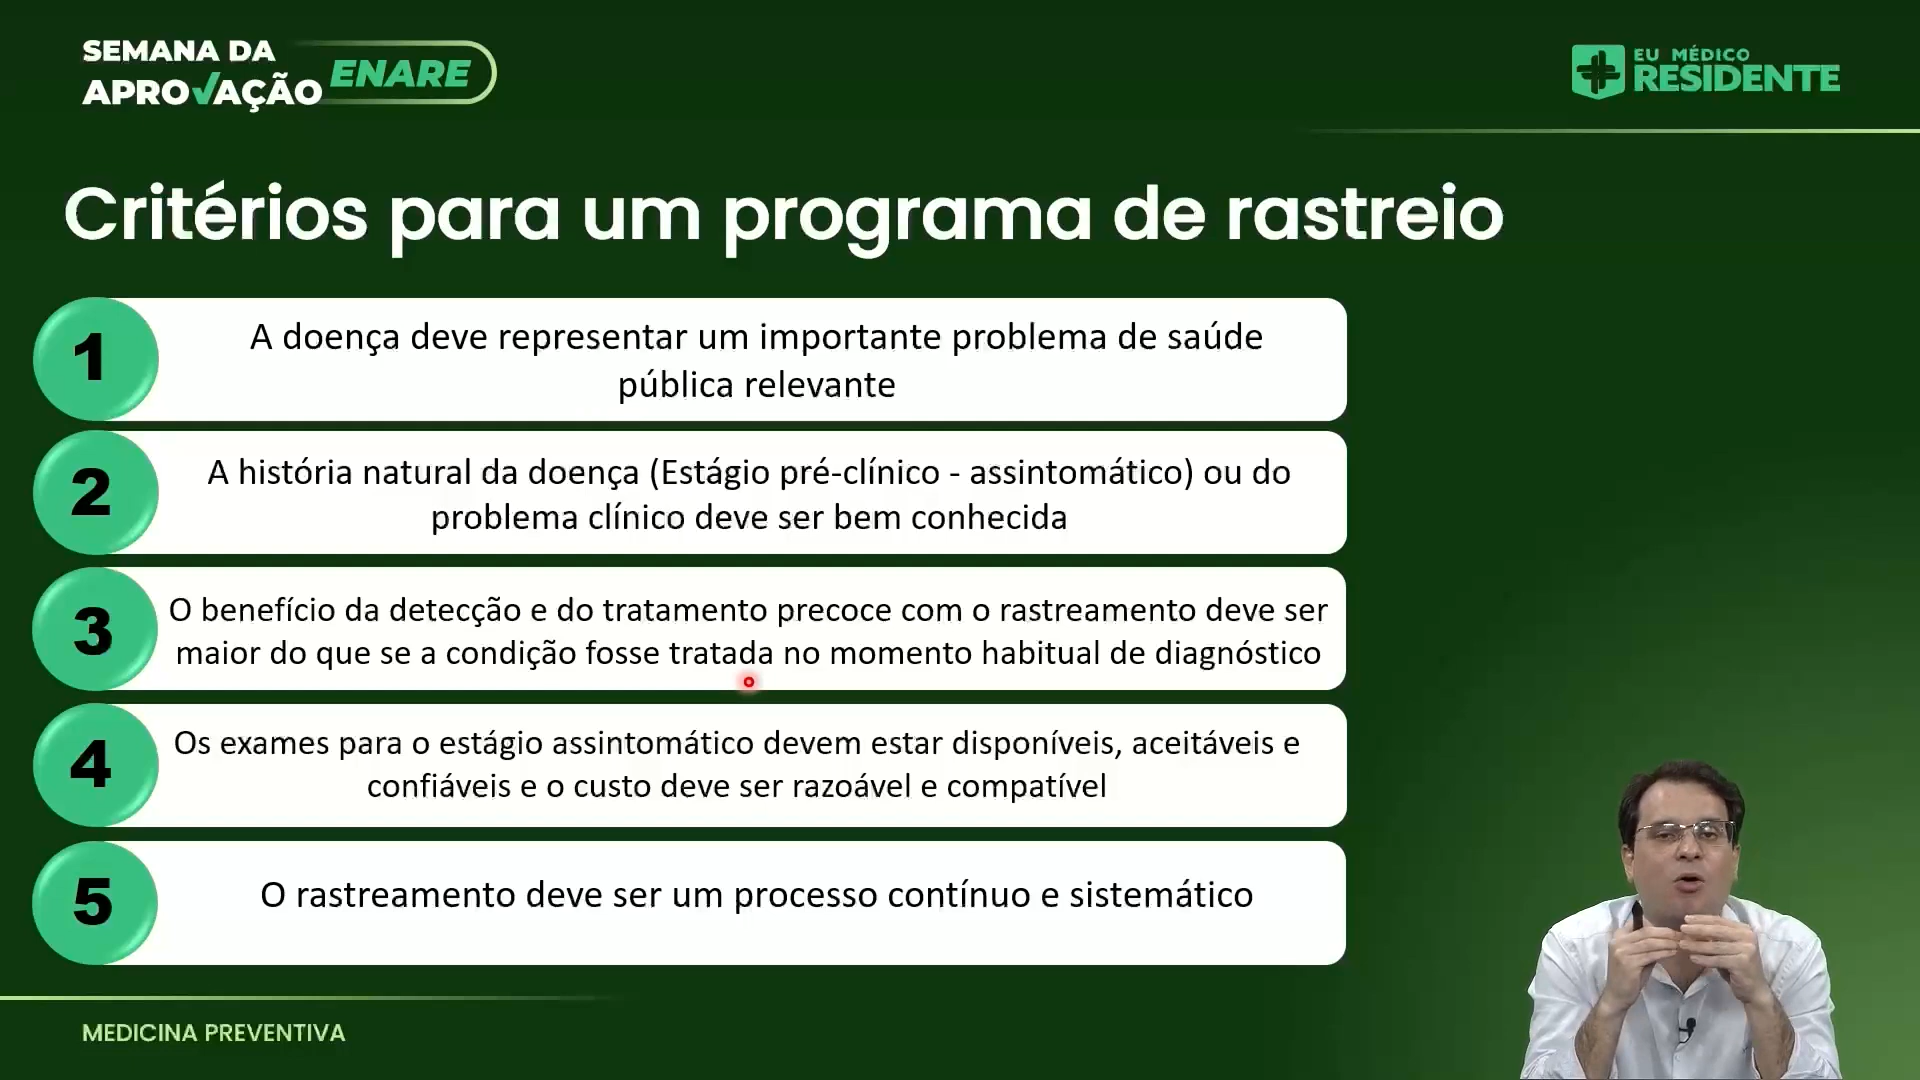 SEMANA DA
APROVAÇÃO ENARE
EU MÉDICO
RESIDENTE
Critérios para um programa de rastreio
1
A doença deve representar um importante problema de saúde
pública relevante
2
A história natural da doença (Estágio pré-clínico - assintomático) ou do
problema clínico deve ser bem conhecida
3
O benefício da detecção e do tratamento precoce com o rastreamento deve ser
maior do que se a condição fosse tratada no momento habitual de diagnóstico
4
Os exames para o estágio assintomático devem estar disponíveis, aceitáveis e
confiáveis e o custo deve ser razoável e compatível
5
O rastreamento deve ser um processo contínuo e sistemático
MEDICINA PREVENTIVA